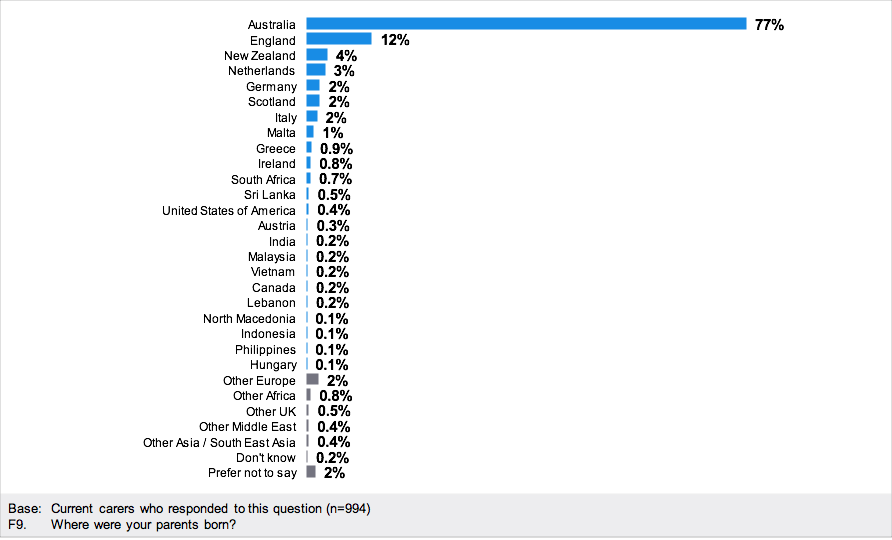 Australia 77%
England 12%
New Zealand 4%
Netherlands 3%
Germany 2%
Scotland 2%
Italy 2%
Malta 1%
Greece 0.9%
Ireland 0.8%
South Africa 0.7%
Sri Lanka 0.5%
United States of America 0.4%
Austria 0.3%
India 0.2%
Malaysia 0.2%
Vietnam 0.2%
Canada 0.2%
Lebanon 0.2%
North Macedonia 0.1%
Indonesia 0.1%
Philippines 0.1%
Hungary 0.1%
Other Europe 2%
Other Africa 0.8%
Other UK 0.5%
Other Middle East 0.4%
Other Asia / South East Asia 0.4%
Don't know 0.2%
Prefer not to say 2%
Base: Current carers who responded to this question (n=994)
F9. Where were your parents born?